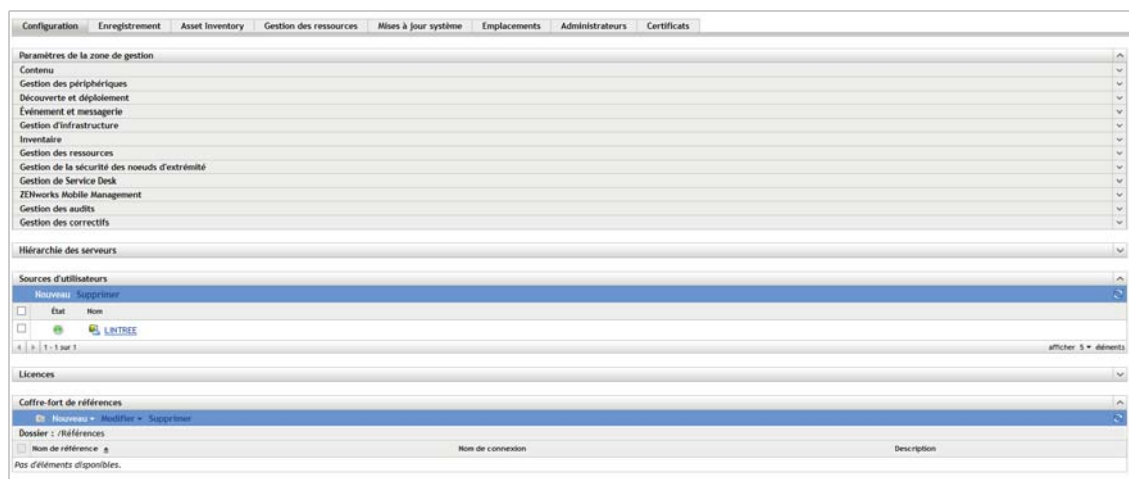 Configuration Enregistrement Asset Inventory Gestion des ressources Mises à jour système Emplacements Administrateurs Certificats
Paramètres de la zone de gestion
Contenu
Gestion des périphériques
Découverte et déploiement
Événement et messagerie
Gestion d'infrastructure
Inventaire
Gestion des ressources
Gestion de la sécurité des noeuds d'extrémité
Gestion de Service Desk
ZENworks Mobile Management
Gestion des audits
Gestion des correctifs
Hiérarchie des serveurs
Sources d'utilisateurs
Nouveau Supprimer
État Nom
LINTREE
1 - 1 sur 1 afficher 5 éléments
Licences
Coffre-fort de références
Nouveau Modifier Supprimer
Dossier : /Références
Nom de référence Nom de connexion Description
Pas d'éléments disponibles.